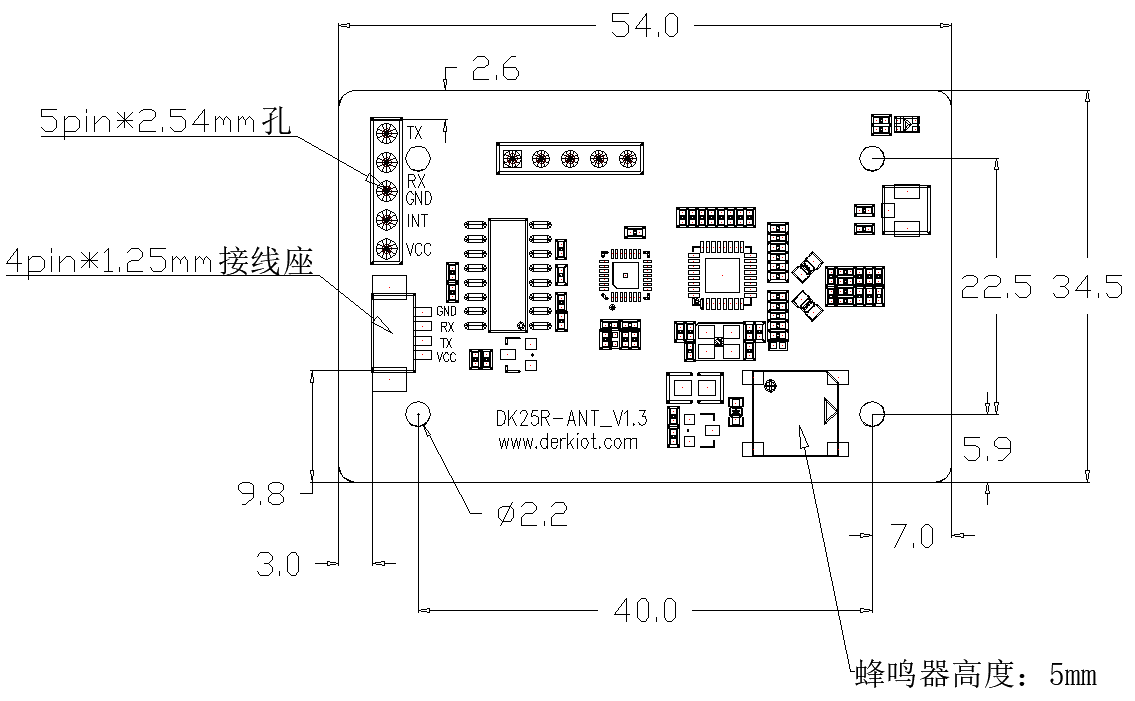 54.0
2.6
5pin*2.54mm孔
TX
RX
GND
INT
VCC
4pin*1.25mm接线座
GND
RX
TX
VCC
22.5
34.5
DK25R-ANT_V1.3
www.derkiot.com
5.9
9.8
Ø2.2
7.0
3.0
40.0
蜂鸣器高度：5mm